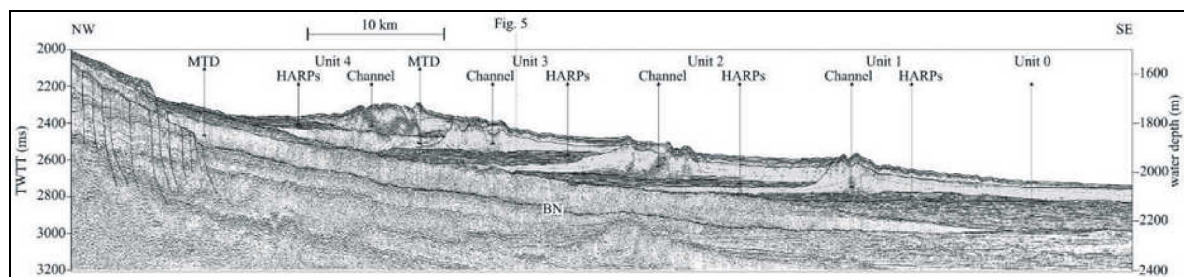 10 km Fig. 5
NW SE
2000 MTD Unit 4 MTD Unit 3 Unit 2 Unit 1 Unit 0
HARPs Channel Channel HARPs Channel HARPs Channel HARPs 1600
2200
2400 1800
2600 2000
2800
BN 2200
3000
3200 2400
TWTT (ms)
water depth (m)